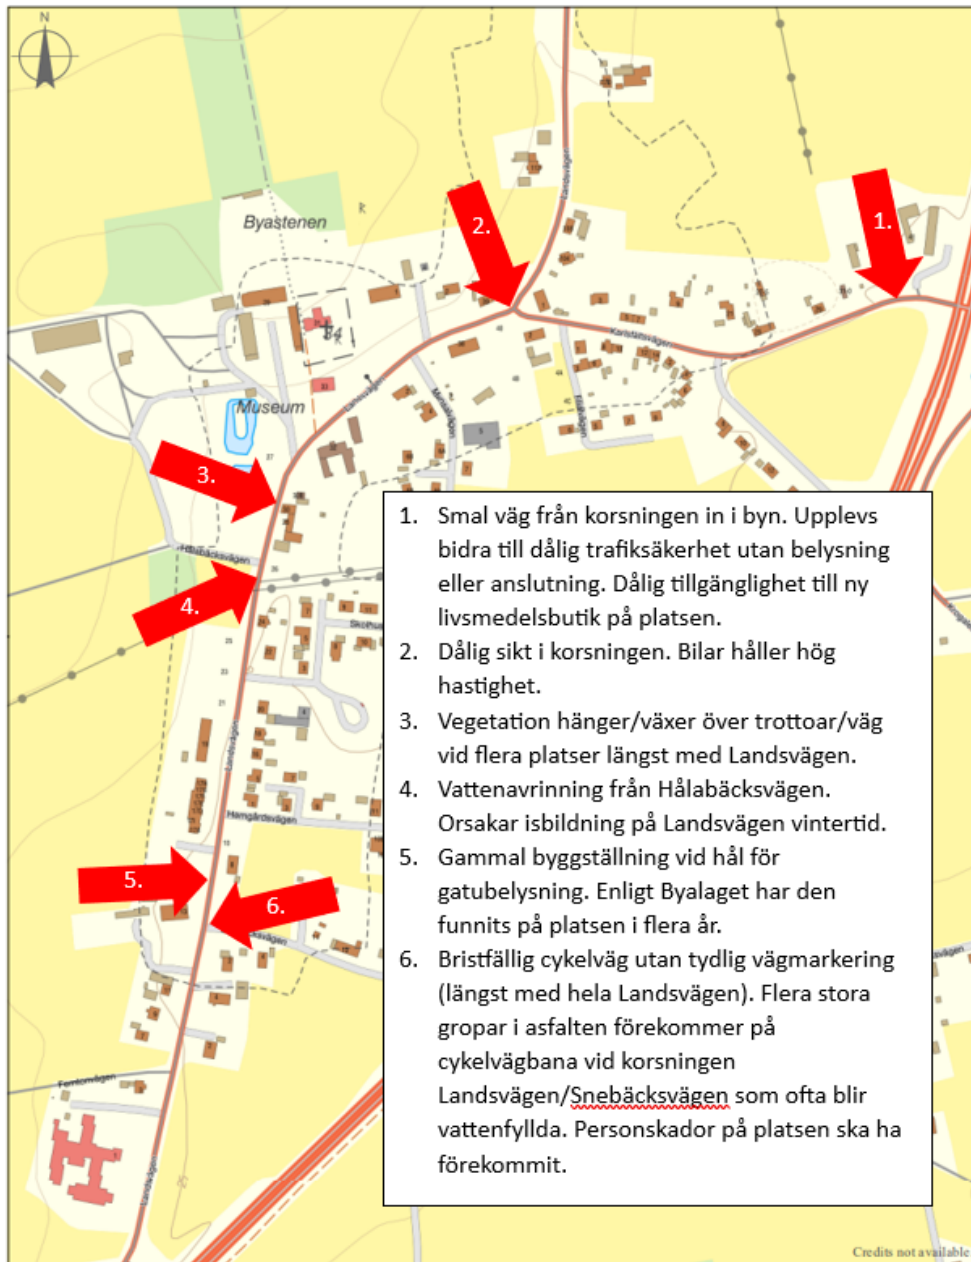 N
Byastenen
R
Landsvägen
1.
2.
Karlsfältsvägen
Landsvägen
Museum
3.
Hålabäcksvägen
4.
Landsvägen
Hamgårdsvägen
5.
6.
Landsvägen
1. Smal väg från korsningen in i byn. Upplevs
bidra till dålig trafiksäkerhet utan belysning
eller anslutning. Dålig tillgänglighet till ny
livsmedelsbutik på platsen.
2. Dålig sikt i korsningen. Bilar håller hög
hastighet.
3. Vegetation hänger/växer över trottoar/väg
vid flera platser längst med Landsvägen.
4. Vattenavrinning från Hålabäcksvägen.
Orsakar isbildning på Landsvägen vintertid.
5. Gammal byggställning vid hål för
gatubelysning. Enligt Byalaget har den
funnits på platsen i flera år.
6. Bristfällig cykelväg utan tydlig vägmarkering
(längst med hela Landsvägen). Flera stora
gropar i asfalten förekommer på
cykelvägbana vid korsningen
Landsvägen/Snebäcksvägen som ofta blir
vattenfyllda. Personskador på platsen ska ha
förekommit.
Credits not available